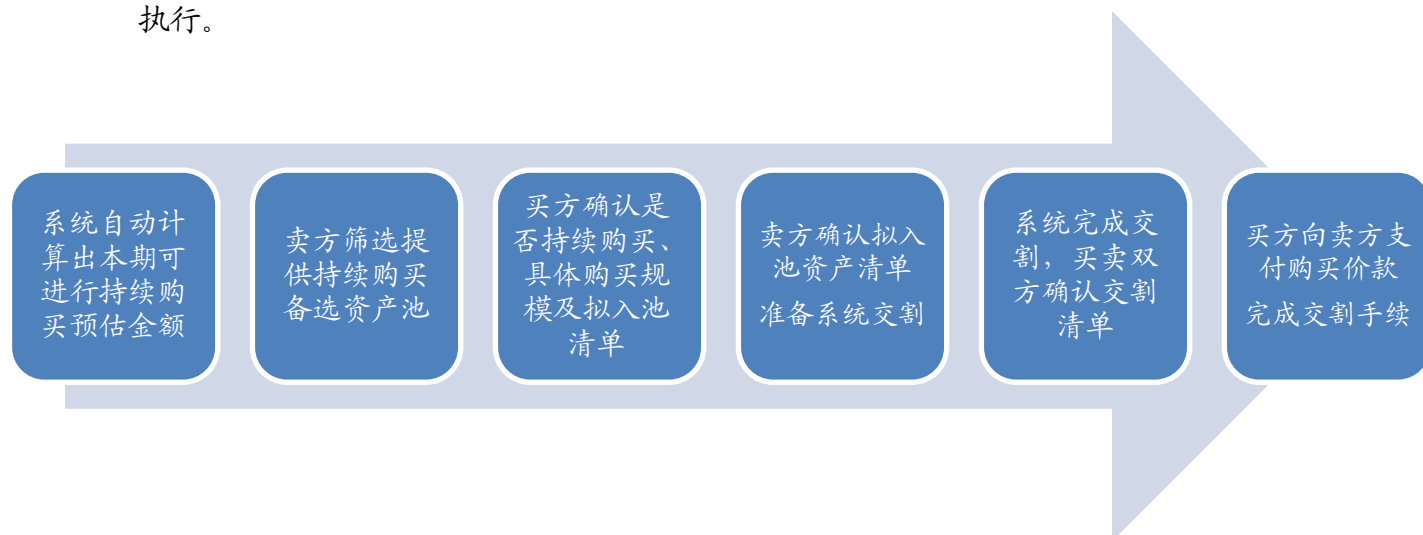 执行。
系统自动计
算出本期可
进行持续购
买预估金额
卖方筛选提
供持续购买
备选资产池
买方确认是
否持续购买、
具体购买规
模及拟入池
清单
卖方确认拟入
池资产清单
准备系统交割
系统完成交
割，买卖双
方确认交割
清单
买方向卖方支
付购买价款
完成交割手续